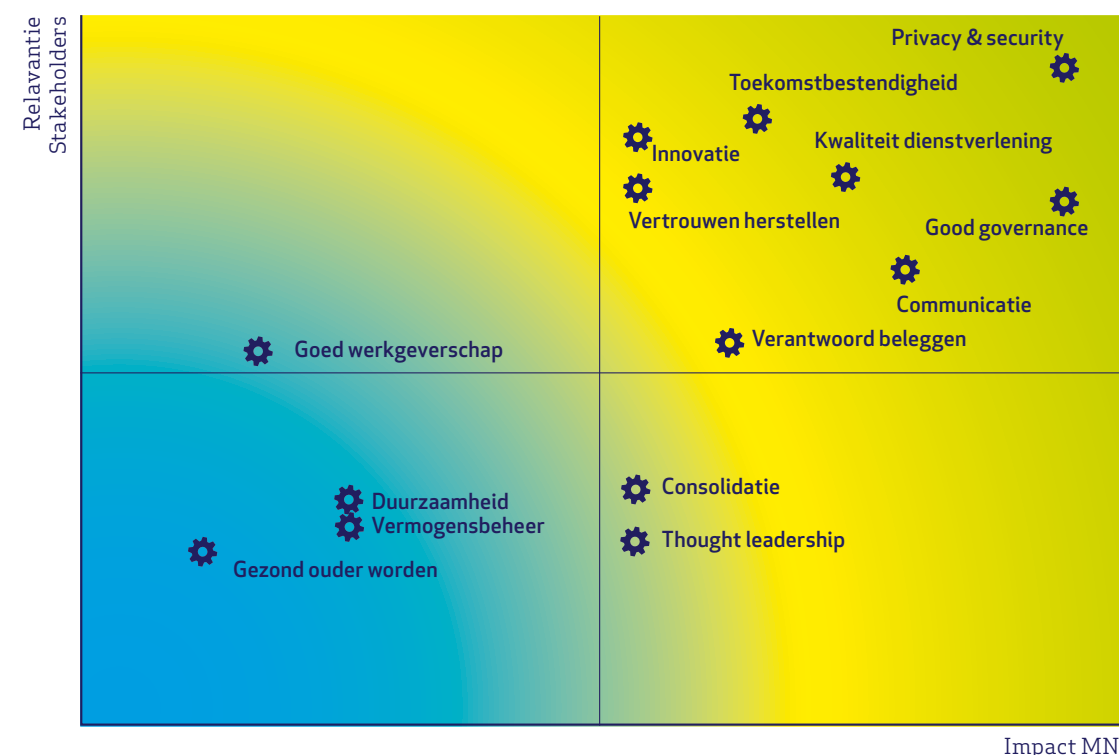 Relavantie
Stakeholders
Privacy & security
Toekomstbestendigheid
Innovatie
Kwaliteit dienstverlening
Vertrouwen herstellen
Good governance
Communicatie
Verantwoord beleggen
Goed werkgeverschap
Consolidatie
Duurzaamheid
Vermogensbeheer
Thought leadership
Gezond ouder worden
Impact MN